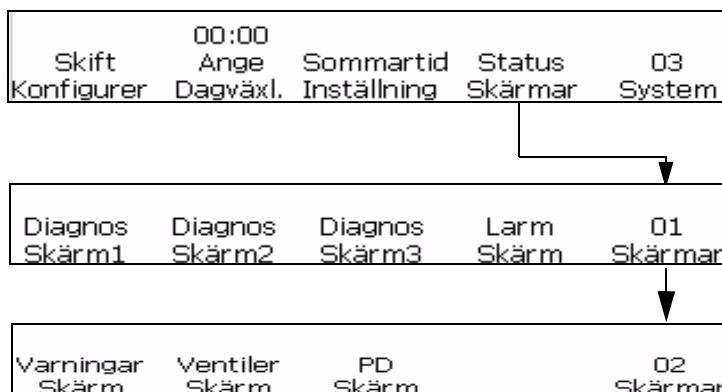 00:00
Skift Ange Sommartid Status 03
Konfigurer Dagväxl. Inställning Skärmar System
Diagnos Diagnos Diagnos Larm 01
Skärm1 Skärm2 Skärm3 Skärm Skärmar
Varningar Ventiler PD 02
Skärm Skärm Skärm Skärmar